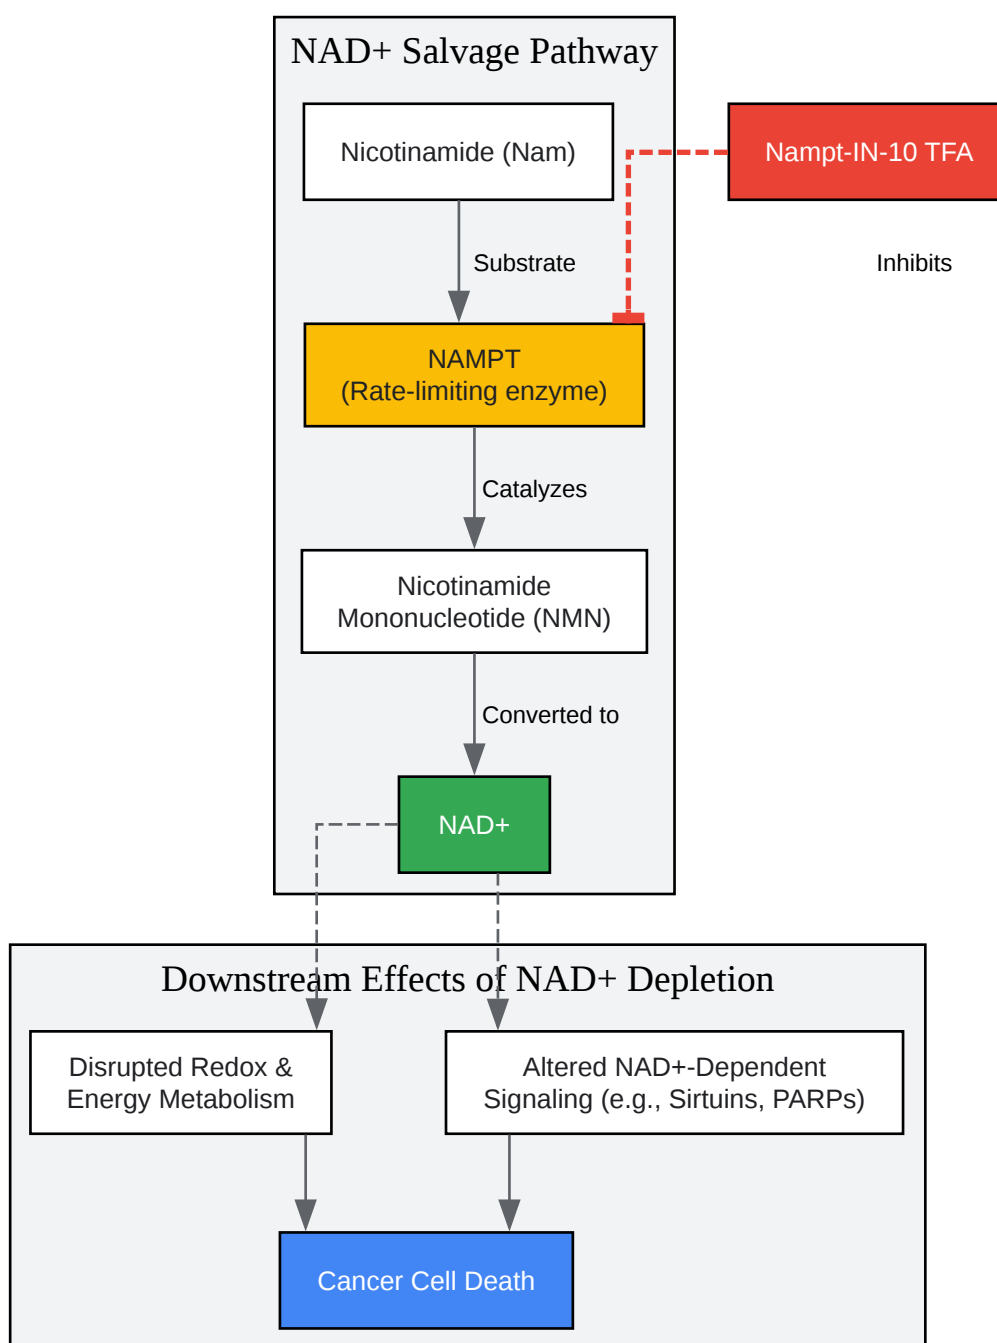 NAD+ Salvage Pathway
Nicotinamide (Nam)
Nampt-IN-10 TFA
Substrate
Inhibits
NAMPT
(Rate-limiting enzyme)
Catalyzes
Nicotinamide
Mononucleotide (NMN)
Converted to
NAD+
Downstream Effects of NAD+ Depletion
Disrupted Redox &
Energy Metabolism
Altered NAD+-Dependent
Signaling (e.g., Sirtuins, PARPs)
Cancer Cell Death